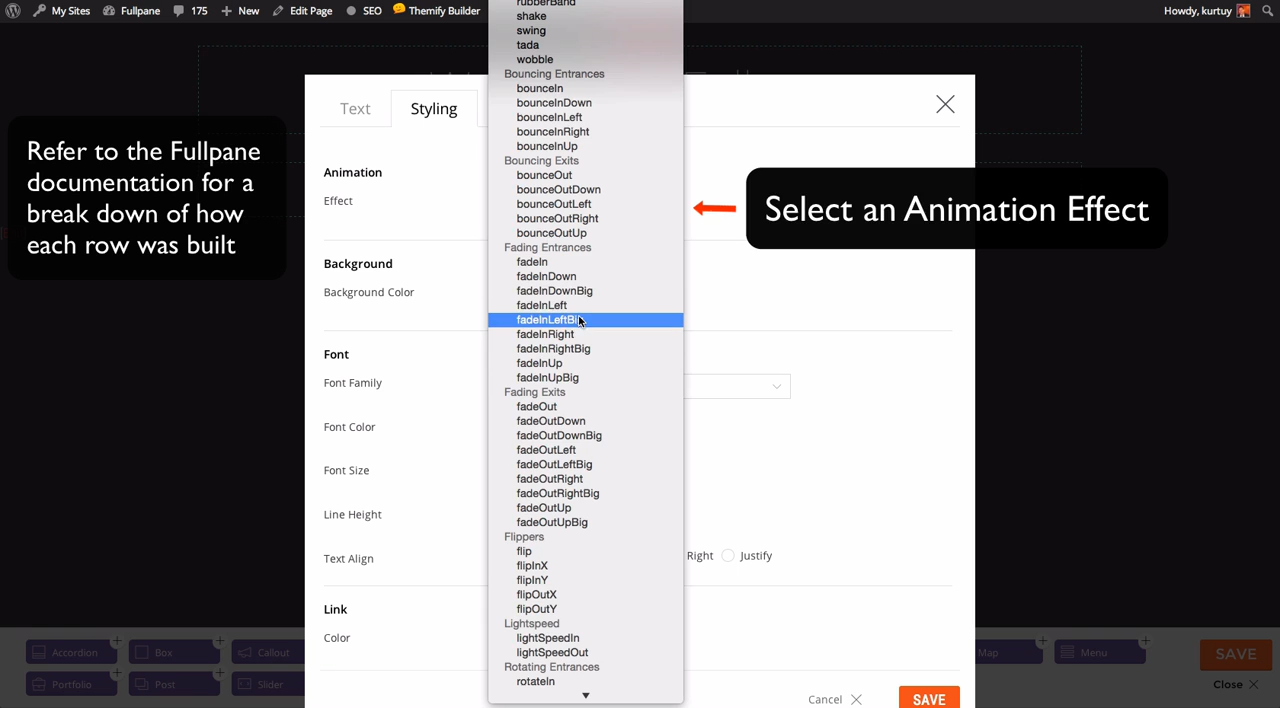 My Sites
Fullpane
175
New
Edit Page
SEO
Themify Builder
Howdy, kurtuy
rubberBand
shake
swing
tada
wobble
Bouncing Entrances
bounceIn
bounceInDown
bounceInLeft
bounceInRight
bounceInUp
Bouncing Exits
bounceOut
bounceOutDown
bounceOutLeft
bounceOutRight
bounceOutUp
Fading Entrances
fadeIn
fadeInDown
fadeInDownBig
fadeInLeft
fadeInLeftBig
fadeInRight
fadeInRightBig
fadeInUp
fadeInUpBig
Fading Exits
fadeOut
fadeOutDown
fadeOutDownBig
fadeOutLeft
fadeOutLeftBig
fadeOutRight
fadeOutRightBig
fadeOutUp
fadeOutUpBig
Flippers
flip
flipInX
flipInY
flipOutX
flipOutY
Lightspeed
lightSpeedIn
lightSpeedOut
Rotating Entrances
rotateIn
Text
Styling
Refer to the Fullpane
documentation for a
break down of how
each row was built
Select an Animation Effect
Animation
Effect
Background
Background Color
Font
Font Family
Font Color
Font Size
Line Height
Text Align
Right
Justify
Link
Color
Cancel
SAVE
Accordion
Box
Callout
Map
Menu
Portfolio
Post
Slider
SAVE
Close